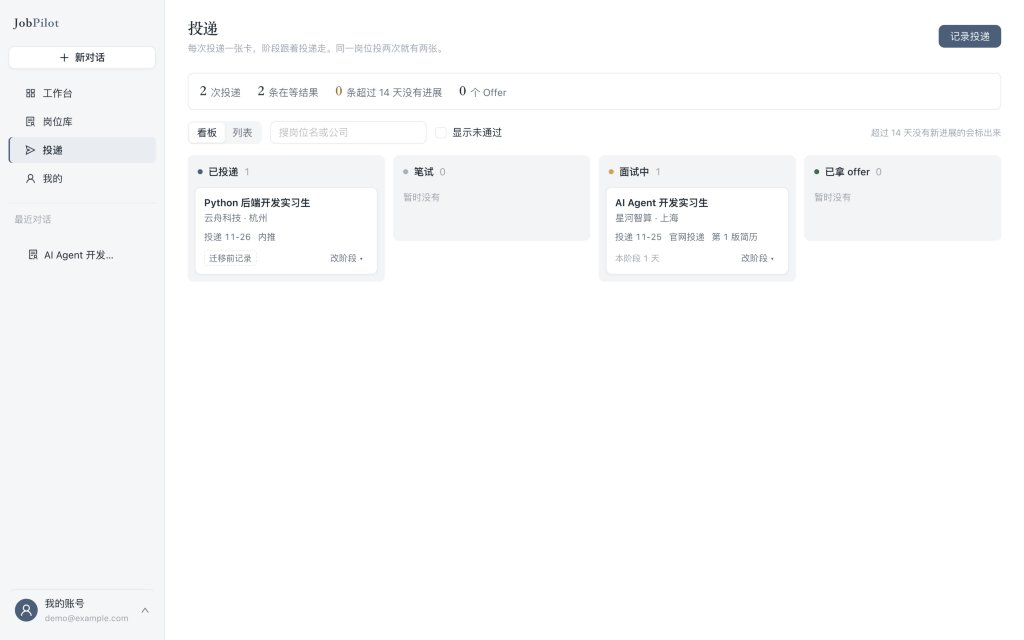 JobPilot
+ 新对话
工作台
岗位库
投递
我的
最近对话
AI Agent 开发...
我的账号
demo@example.com
投递
每次投递一张卡，阶段跟着投递走。同一岗位投两次就有两张。
记录投递
2 次投递 2 条在等结果 0 条超过 14 天没有进展 0 个 Offer
看板 列表 搜岗位名或公司 显示未通过 超过 14 天没有新进展的会标出来
已投递 1
Python 后端开发实习生
云舟科技 · 杭州
投递 11-26 内推
迁移前记录 改阶段
笔试 0
暂时没有
面试中 1
AI Agent 开发实习生
星河智算 · 上海
投递 11-25 官网投递 第 1 版简历
本阶段 1 天 改阶段
已拿 offer 0
暂时没有